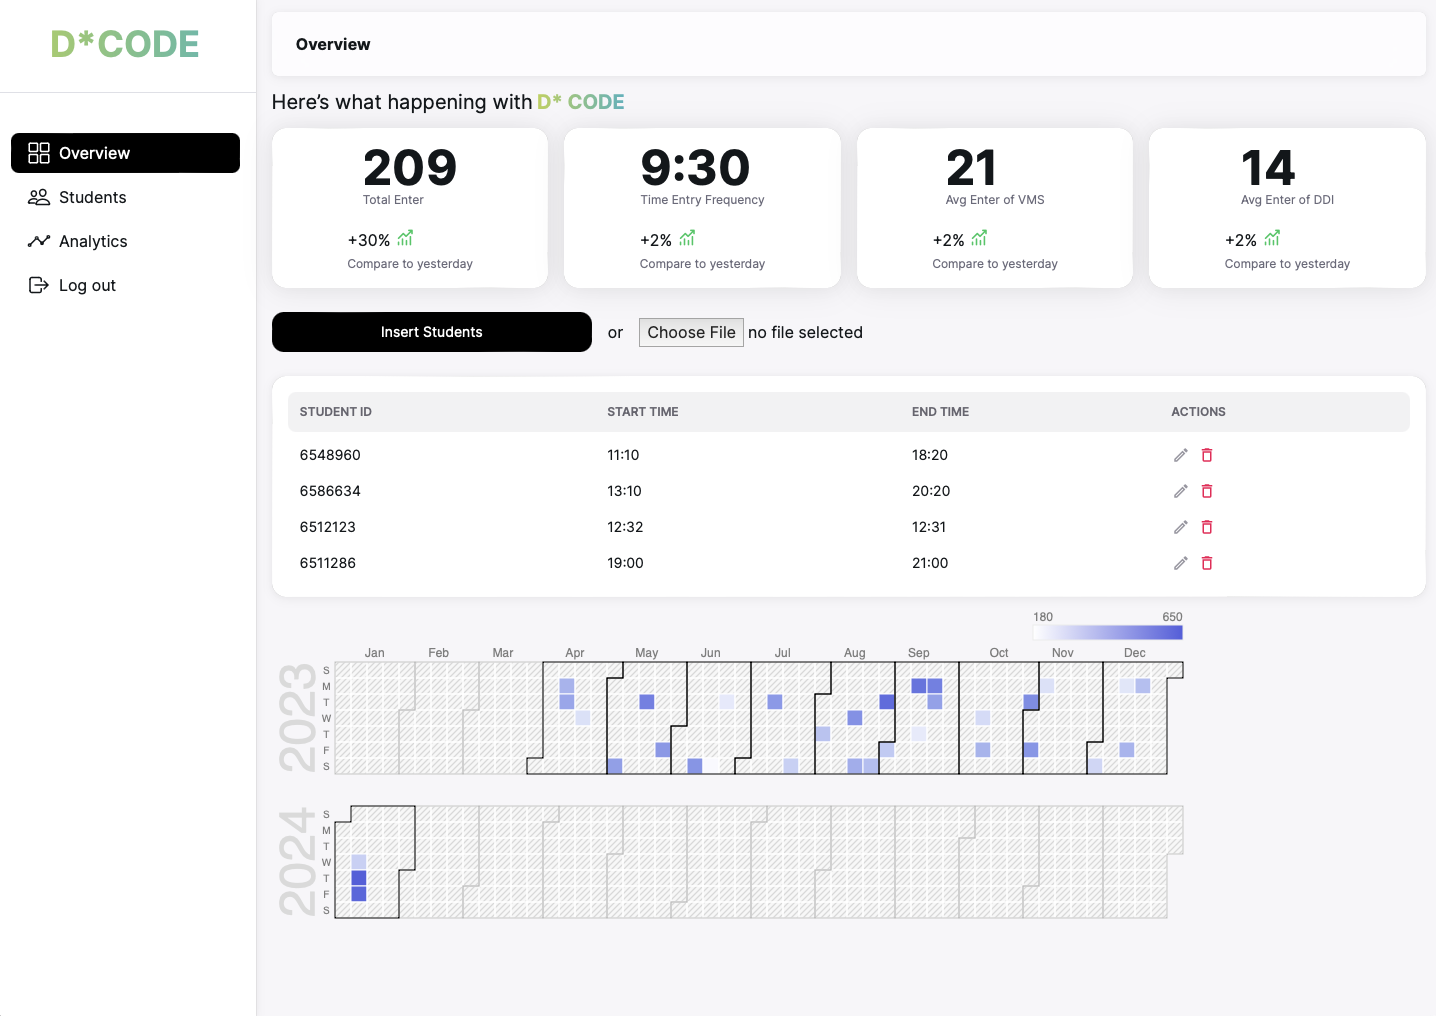 D*CODE
Overview
Students
Analytics
Log out
Overview
Here’s what happening with D* CODE
209
Total Enter
+30%
Compare to yesterday
9:30
Time Entry Frequency
+2%
Compare to yesterday
21
Avg Enter of VMS
+2%
Compare to yesterday
14
Avg Enter of DDI
+2%
Compare to yesterday
Insert Students or Choose File no file selected
STUDENT ID START TIME END TIME ACTIONS
6548960 11:10 18:20
6586634 13:10 20:20
6512123 12:32 12:31
6511286 19:00 21:00
180 650
Jan Feb Mar Apr May Jun Jul Aug Sep Oct Nov Dec
2023
S
M
T
W
T
F
S
2024
S
M
T
W
T
F
S